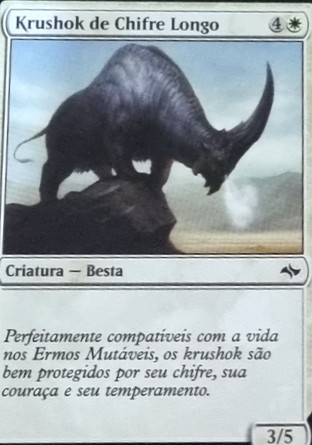 Krushok de Chifre Longo 4
Criatura — Besta
Perfeitamente compatíveis com a vida
nos Ermos Mutáveis, os krushok são
bem protegidos por seu chifre, sua
couraça e seu temperamento.
3/5